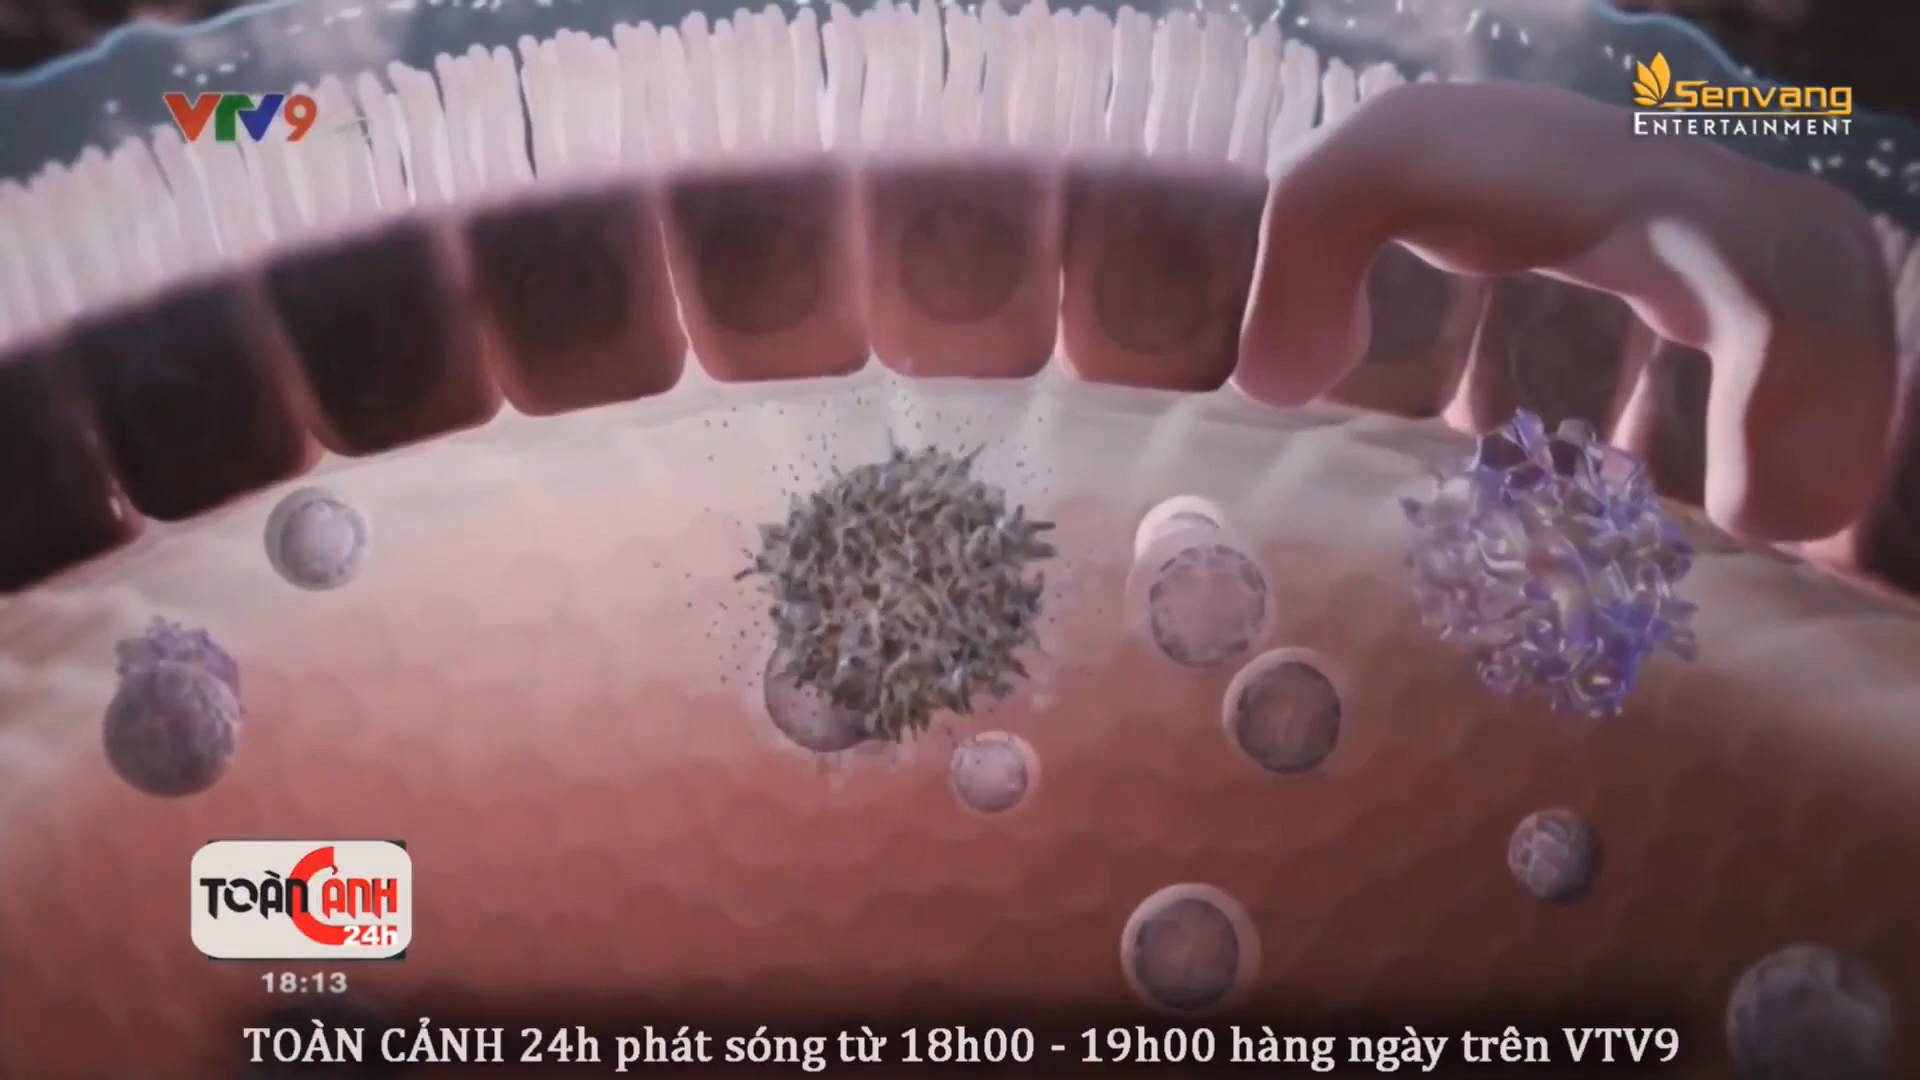 VTV9
Senvang
ENTERTAINMENT
TOÀN CẢNH
24h
18:13
TOÀN CẢNH 24h phát sóng từ 18h00 - 19h00 hàng ngày trên VTV9